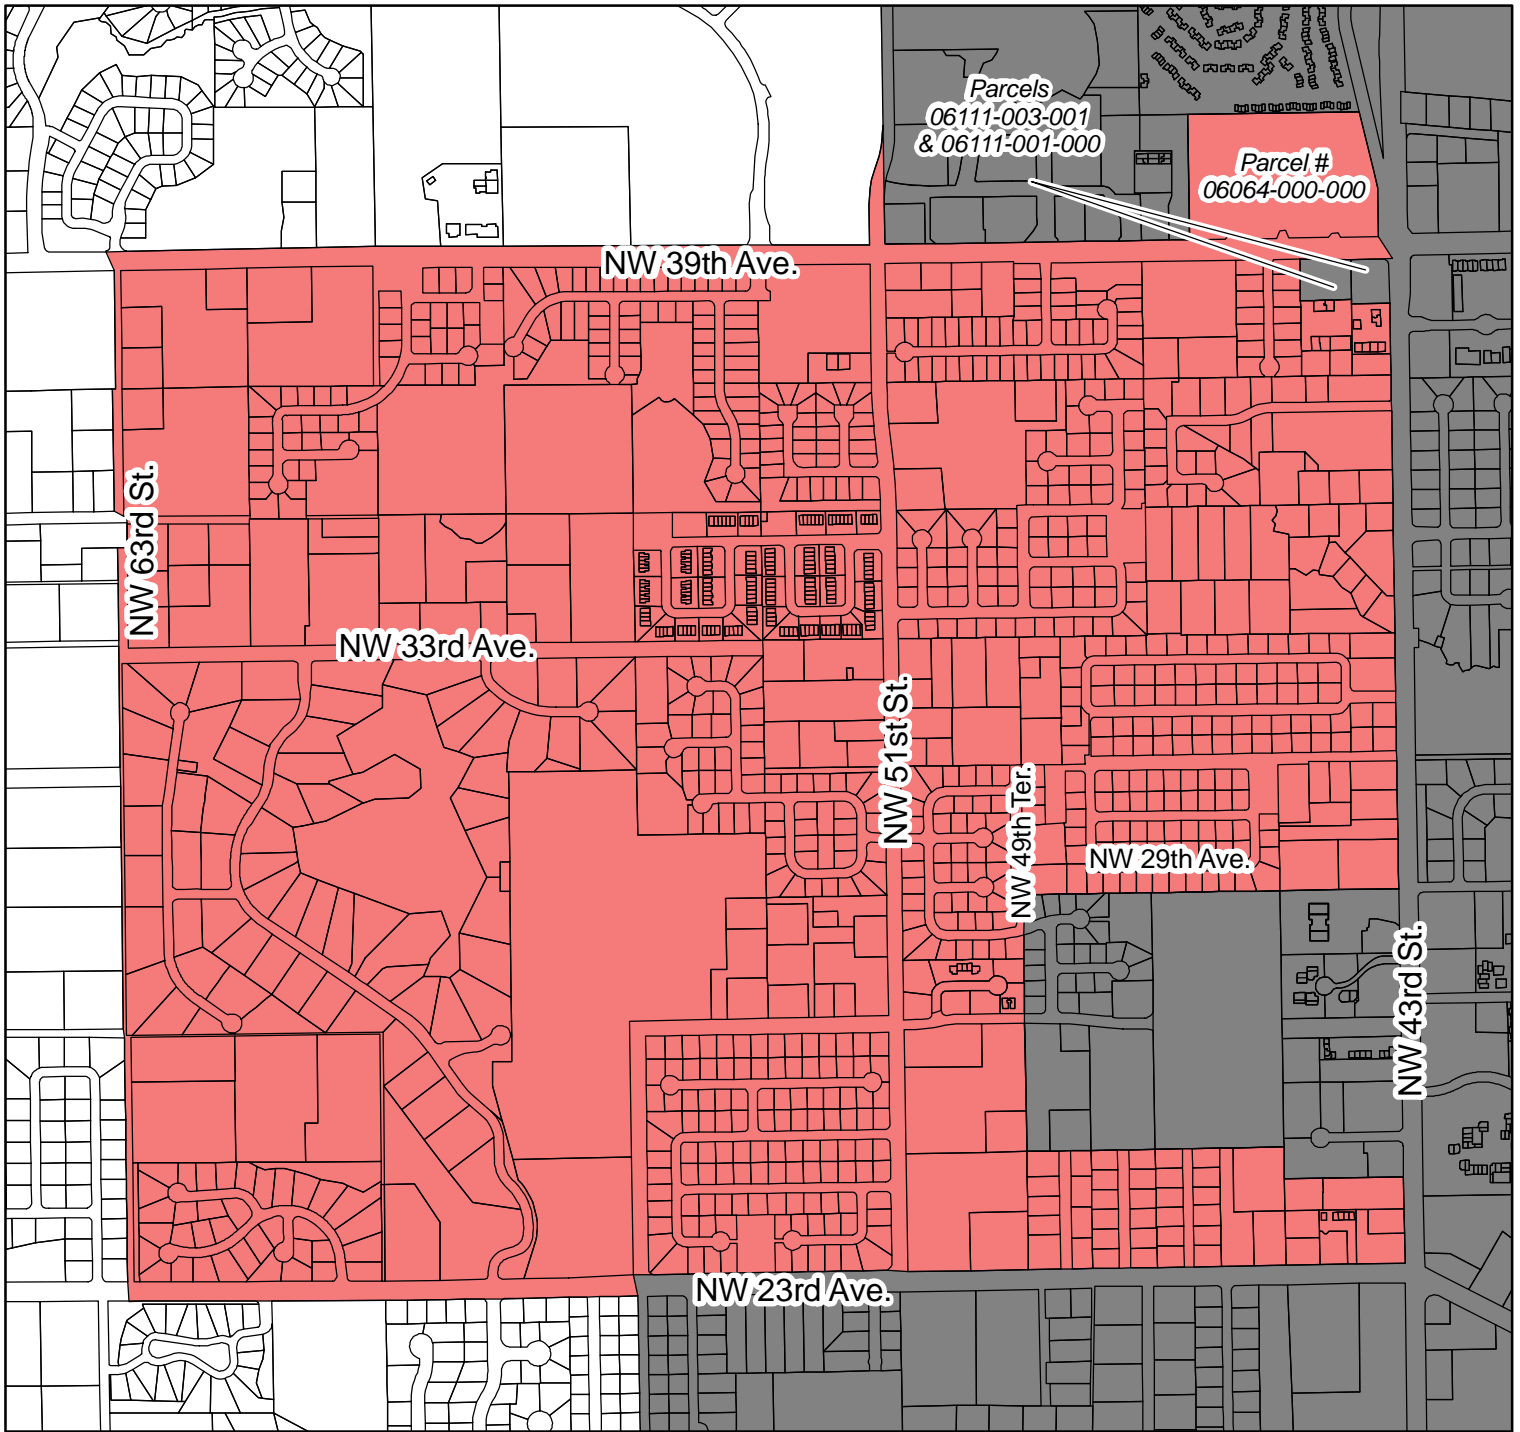 Parcels
06111-003-001
& 06111-001-000
Parcel #
06064-000-000
NW 39th Ave.
NW 63rd St.
NW 33rd Ave.
NW 51st St.
NW 49th Ter.
NW 29th Ave.
NW 43rd St.
NW 23rd Ave.